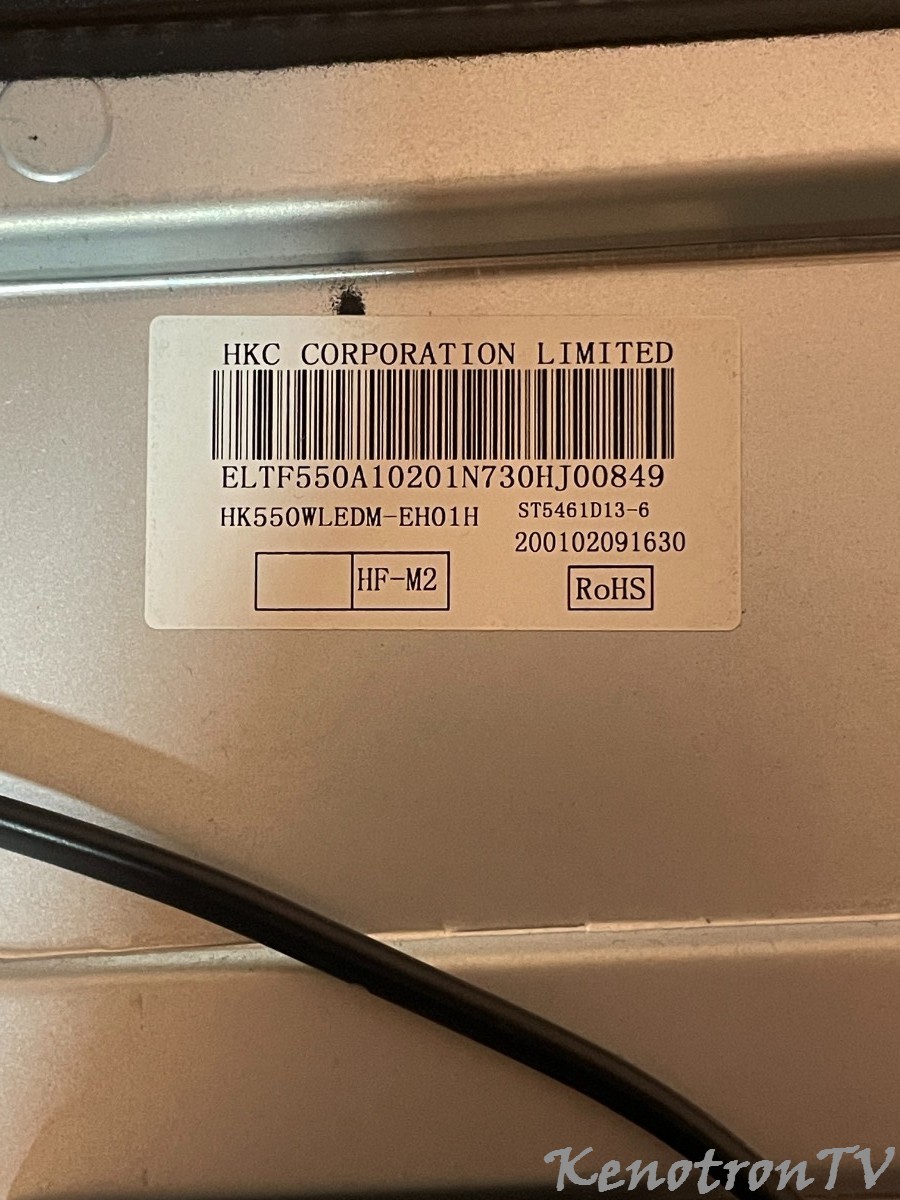 HKC CORPORATION LIMITED
ELTF550A10201N730HJ00849
HK550WLEDM-EH01H ST5461D13-6
200102091630
HF-M2 RoHS
KenotronTV